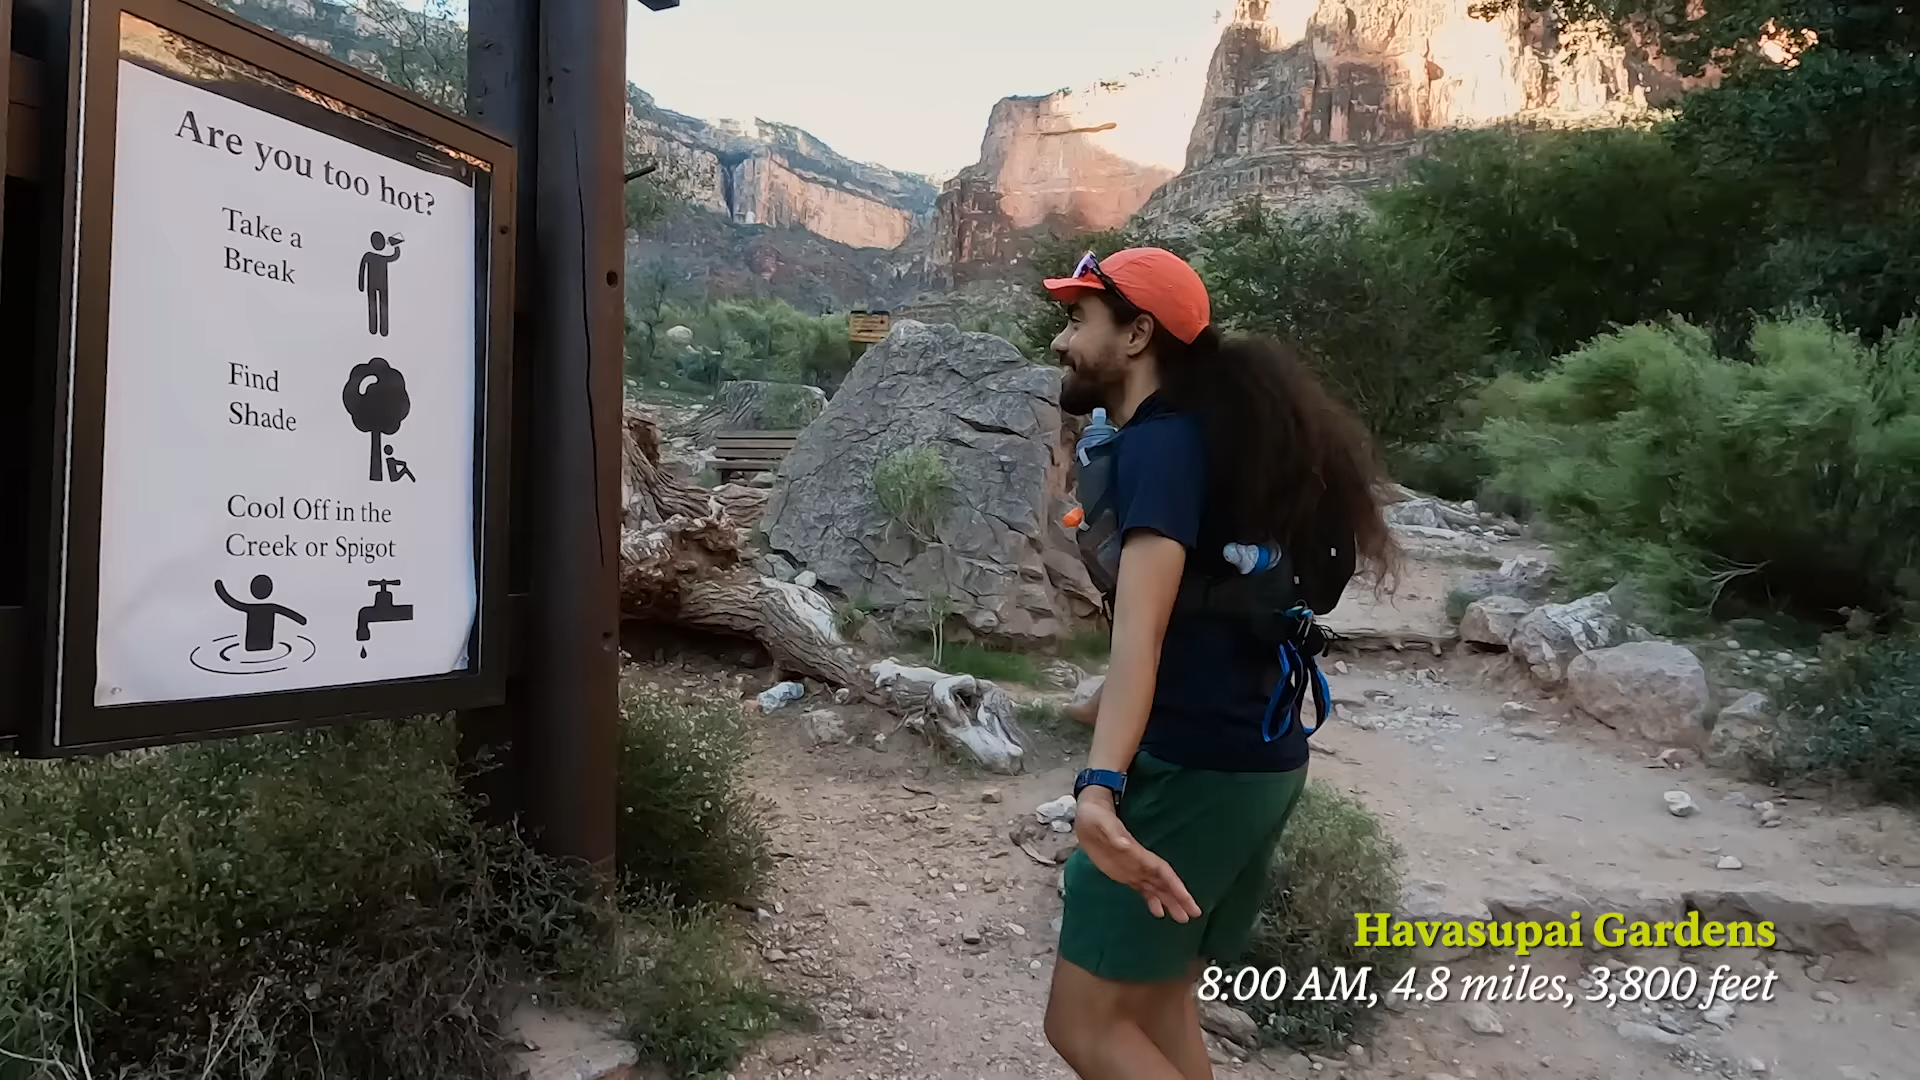 Are you too hot?
Take a
Break
Find
Shade
Cool Off in the
Creek or Spigot
Havasupai Gardens
8:00 AM, 4.8 miles, 3,800 feet